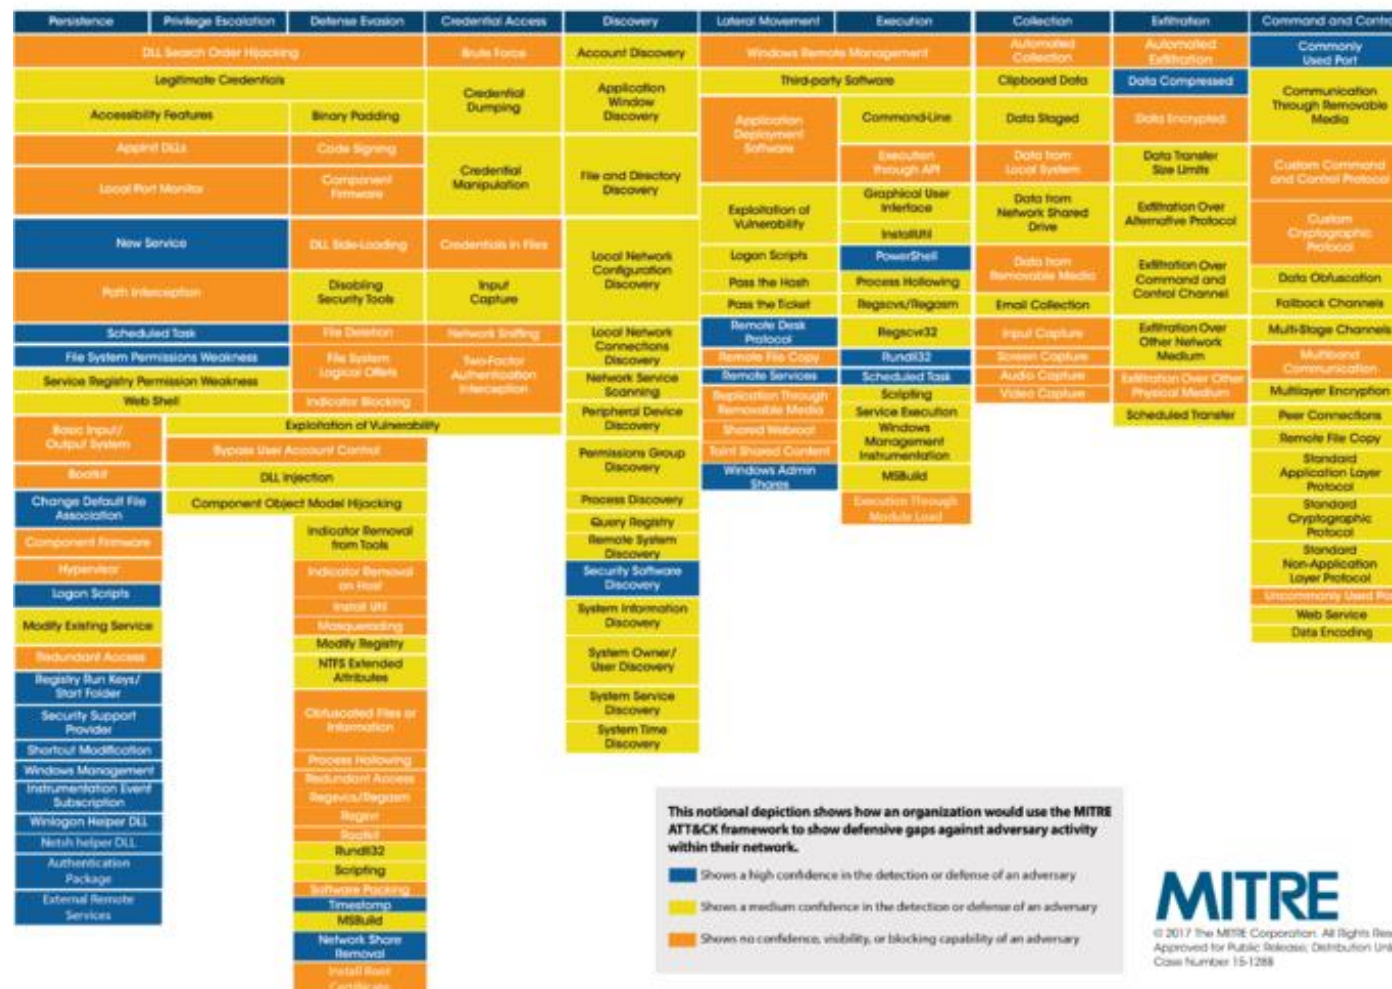 Persistence
Privilege Escalation
Defense Evasion
Credential Access
Discovery
Lateral Movement
Execution
Collection
Exfiltration
Command and Contro
DLL Search Order Hijacking
Legitimate Credentials
Accessibility Features
AppInit DLLs
Local Port Monitor
New Service
Path Interception
Scheduled Task
File System Permissions Weakness
Service Registry Permission Weakness
Web Shell
Basic Input/
Output System
Bootkit
Change Default File
Association
Component Firmware
Hypervisor
Logon Scripts
Modify Existing Service
Redundant Access
Registry Run Keys/
Start Folder
Security Support
Provider
Shortcut Modification
Windows Management
Instrumentation Event
Subscription
Winlogon Helper DLL
Netsh helper DLL
Authentication
Package
External Remote
Services
Exploitation of Vulnerability
Bypass User Account Control
DLL Injection
Component Object Model Hijacking
Binary Padding
Code Signing
Component
Firmware
DLL Side-Loading
Disabling
Security Tools
File Deletion
File System
Logical Offets
Indicator Blocking
Indicator Removal
from Tools
Indicator Removal
on Host
Install Util
Masquerading
Modify Registry
NTFS Extended
Attributes
Obfuscated Files or
Information
Process Hollowing
Redundant Access
Regsvcs/Regasm
Regsvr
Rootkit
Rundll32
Scripting
Software Packing
Timestomp
MSBuild
Network Share
Removal
Install Root
Certificate
Brute Force
Credential
Dumping
Credential
Manipulation
Credentials in Files
Input
Capture
Network Sniffing
Two-Factor
Authentication
Interception
Account Discovery
Application
Window
Discovery
File and Directory
Discovery
Local Network
Configuration
Discovery
Local Network
Connections
Discovery
Network Service
Scanning
Peripheral Device
Discovery
Permissions Group
Discovery
Process Discovery
Query Registry
Remote System
Discovery
Security Software
Discovery
System Information
Discovery
System Owner/
User Discovery
System Service
Discovery
System Time
Discovery
Windows Remote Management
Third-party Software
Application
Deployment
Software
Exploitation of
Vulnerability
Logon Scripts
Pass the Hash
Pass the Ticket
Remote Desk
Protocol
Remote File Copy
Remote Services
Replication Through
Removable Media
Shared Webroot
Taint Shared Content
Windows Admin
Shares
Command-Line
Execution
through API
Graphical User
Interface
InstallUtil
PowerShell
Process Hollowing
Regscvs/Regasm
Regscvr32
Rundll32
Scheduled Task
Scripting
Service Execution
Windows
Management
Instrumentation
MSBuild
Execution Through
Module Load
Automated
Collection
Clipboard Data
Data Staged
Data from
Local System
Data from
Network Shared
Drive
Data from
Removable Media
Email Collection
Input Capture
Screen Capture
Audio Capture
Video Capture
Automated
Exfiltration
Data Compressed
Data Encrypted
Data Transfer
Size Limits
Exfiltration Over
Alternative Protocol
Exfiltration Over
Command and
Control Channel
Exfiltration Over
Other Network
Medium
Exfiltration Over Other
Physical Medium
Scheduled Transfer
Commonly
Used Port
Communication
Through Removable
Media
Custom Command
and Control Protocol
Custom
Cryptographic
Protocol
Data Obfuscation
Fallback Channels
Multi-Stage Channels
Multiband
Communication
Multilayer Encryption
Peer Connections
Remote File Copy
Standard
Application Layer
Protocol
Standard
Cryptographic
Protocol
Standard
Non-Application
Layer Protocol
Uncommonly Used Po
Web Service
Data Encoding
This notional depiction shows how an organization would use the MITRE
ATT&CK framework to show defensive gaps against adversary activity
within their network.
Shows a high confidence in the detection or defense of an adversary
Shows a medium confidence in the detection or defense of an adversary
Shows no confidence, visibility, or blocking capability of an adversary
MITRE
© 2017 The MITRE Corporation. All Rights Res
Approved for Public Release; Distribution Unl
Case Number 15-1288